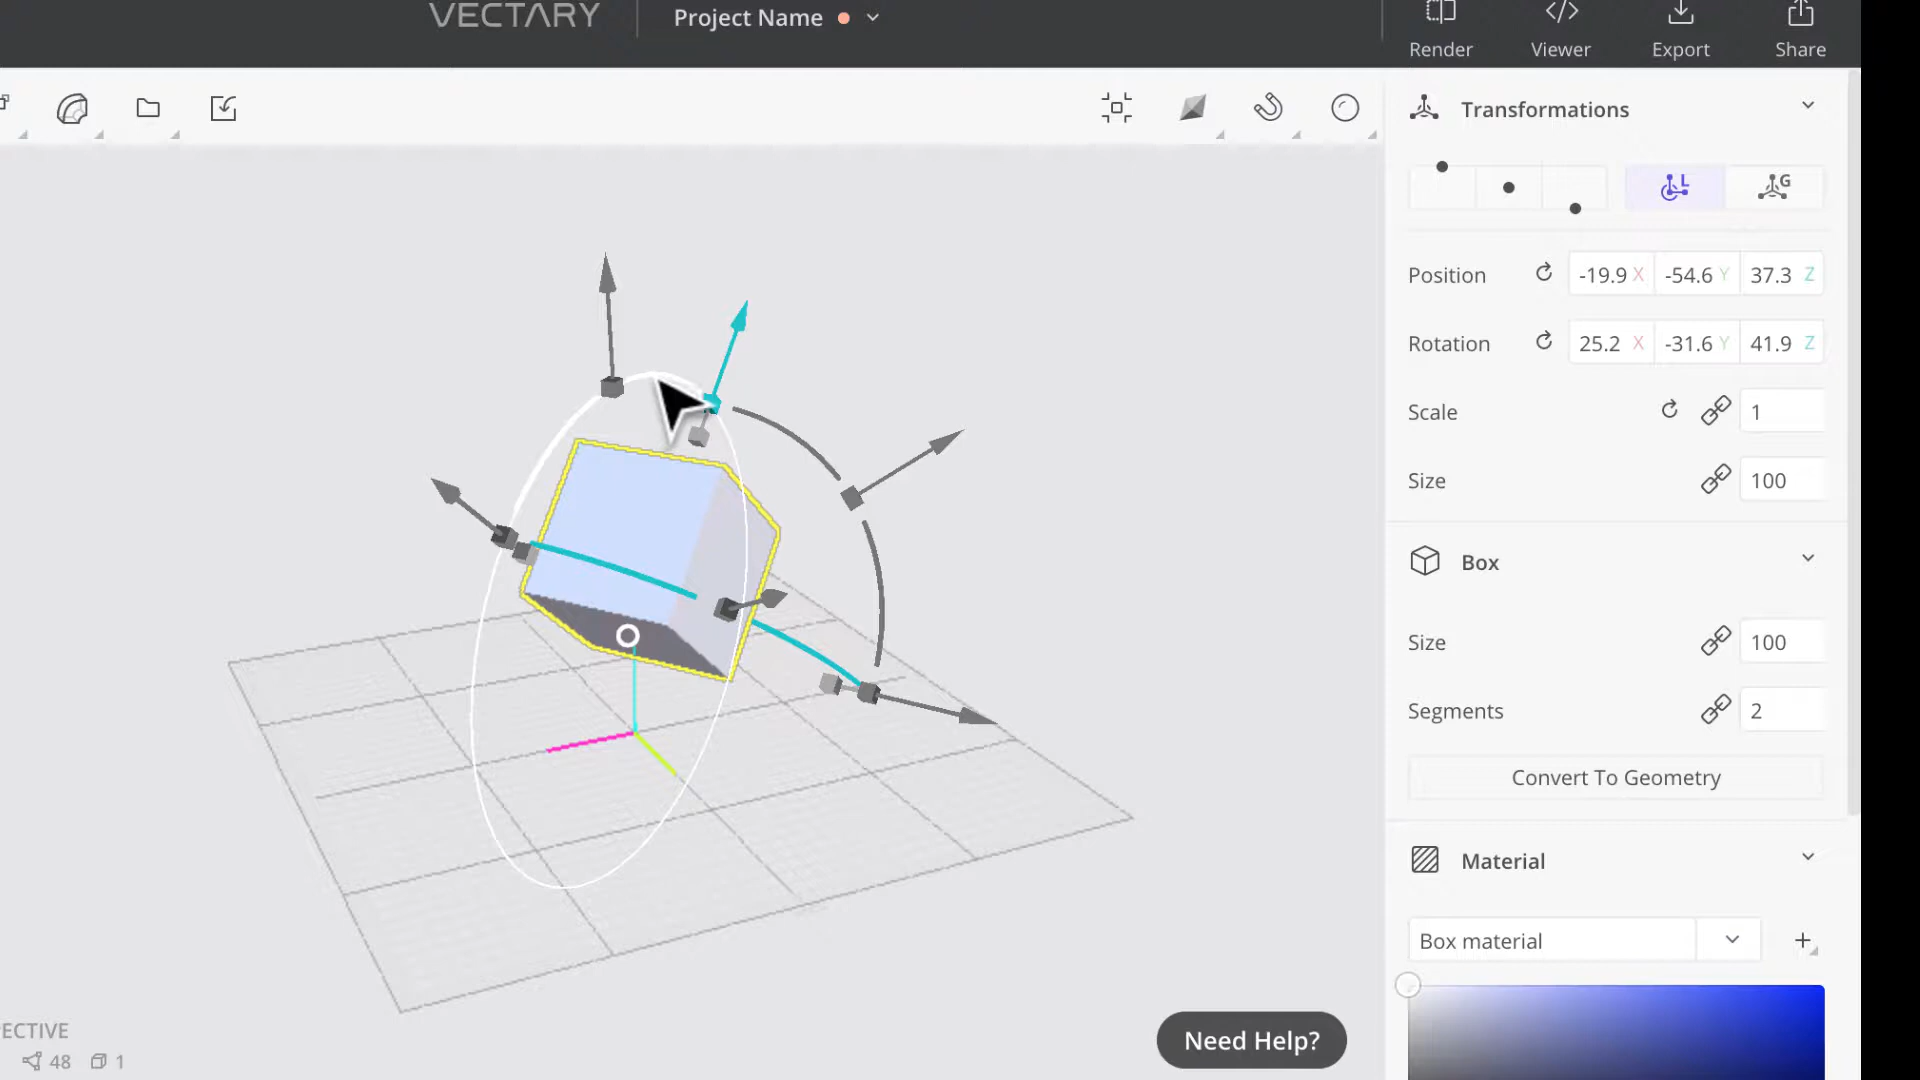 VECTARY
Project Name
Render
Viewer
Export
Share
Transformations
L
G
Position
-19.9 X
-54.6 Y
37.3 Z
Rotation
25.2 X
-31.6 Y
41.9 Z
Scale
1
Size
100
Box
Size
100
Segments
2
Convert To Geometry
Material
Box material
Need Help?
PECTIVE
48
1